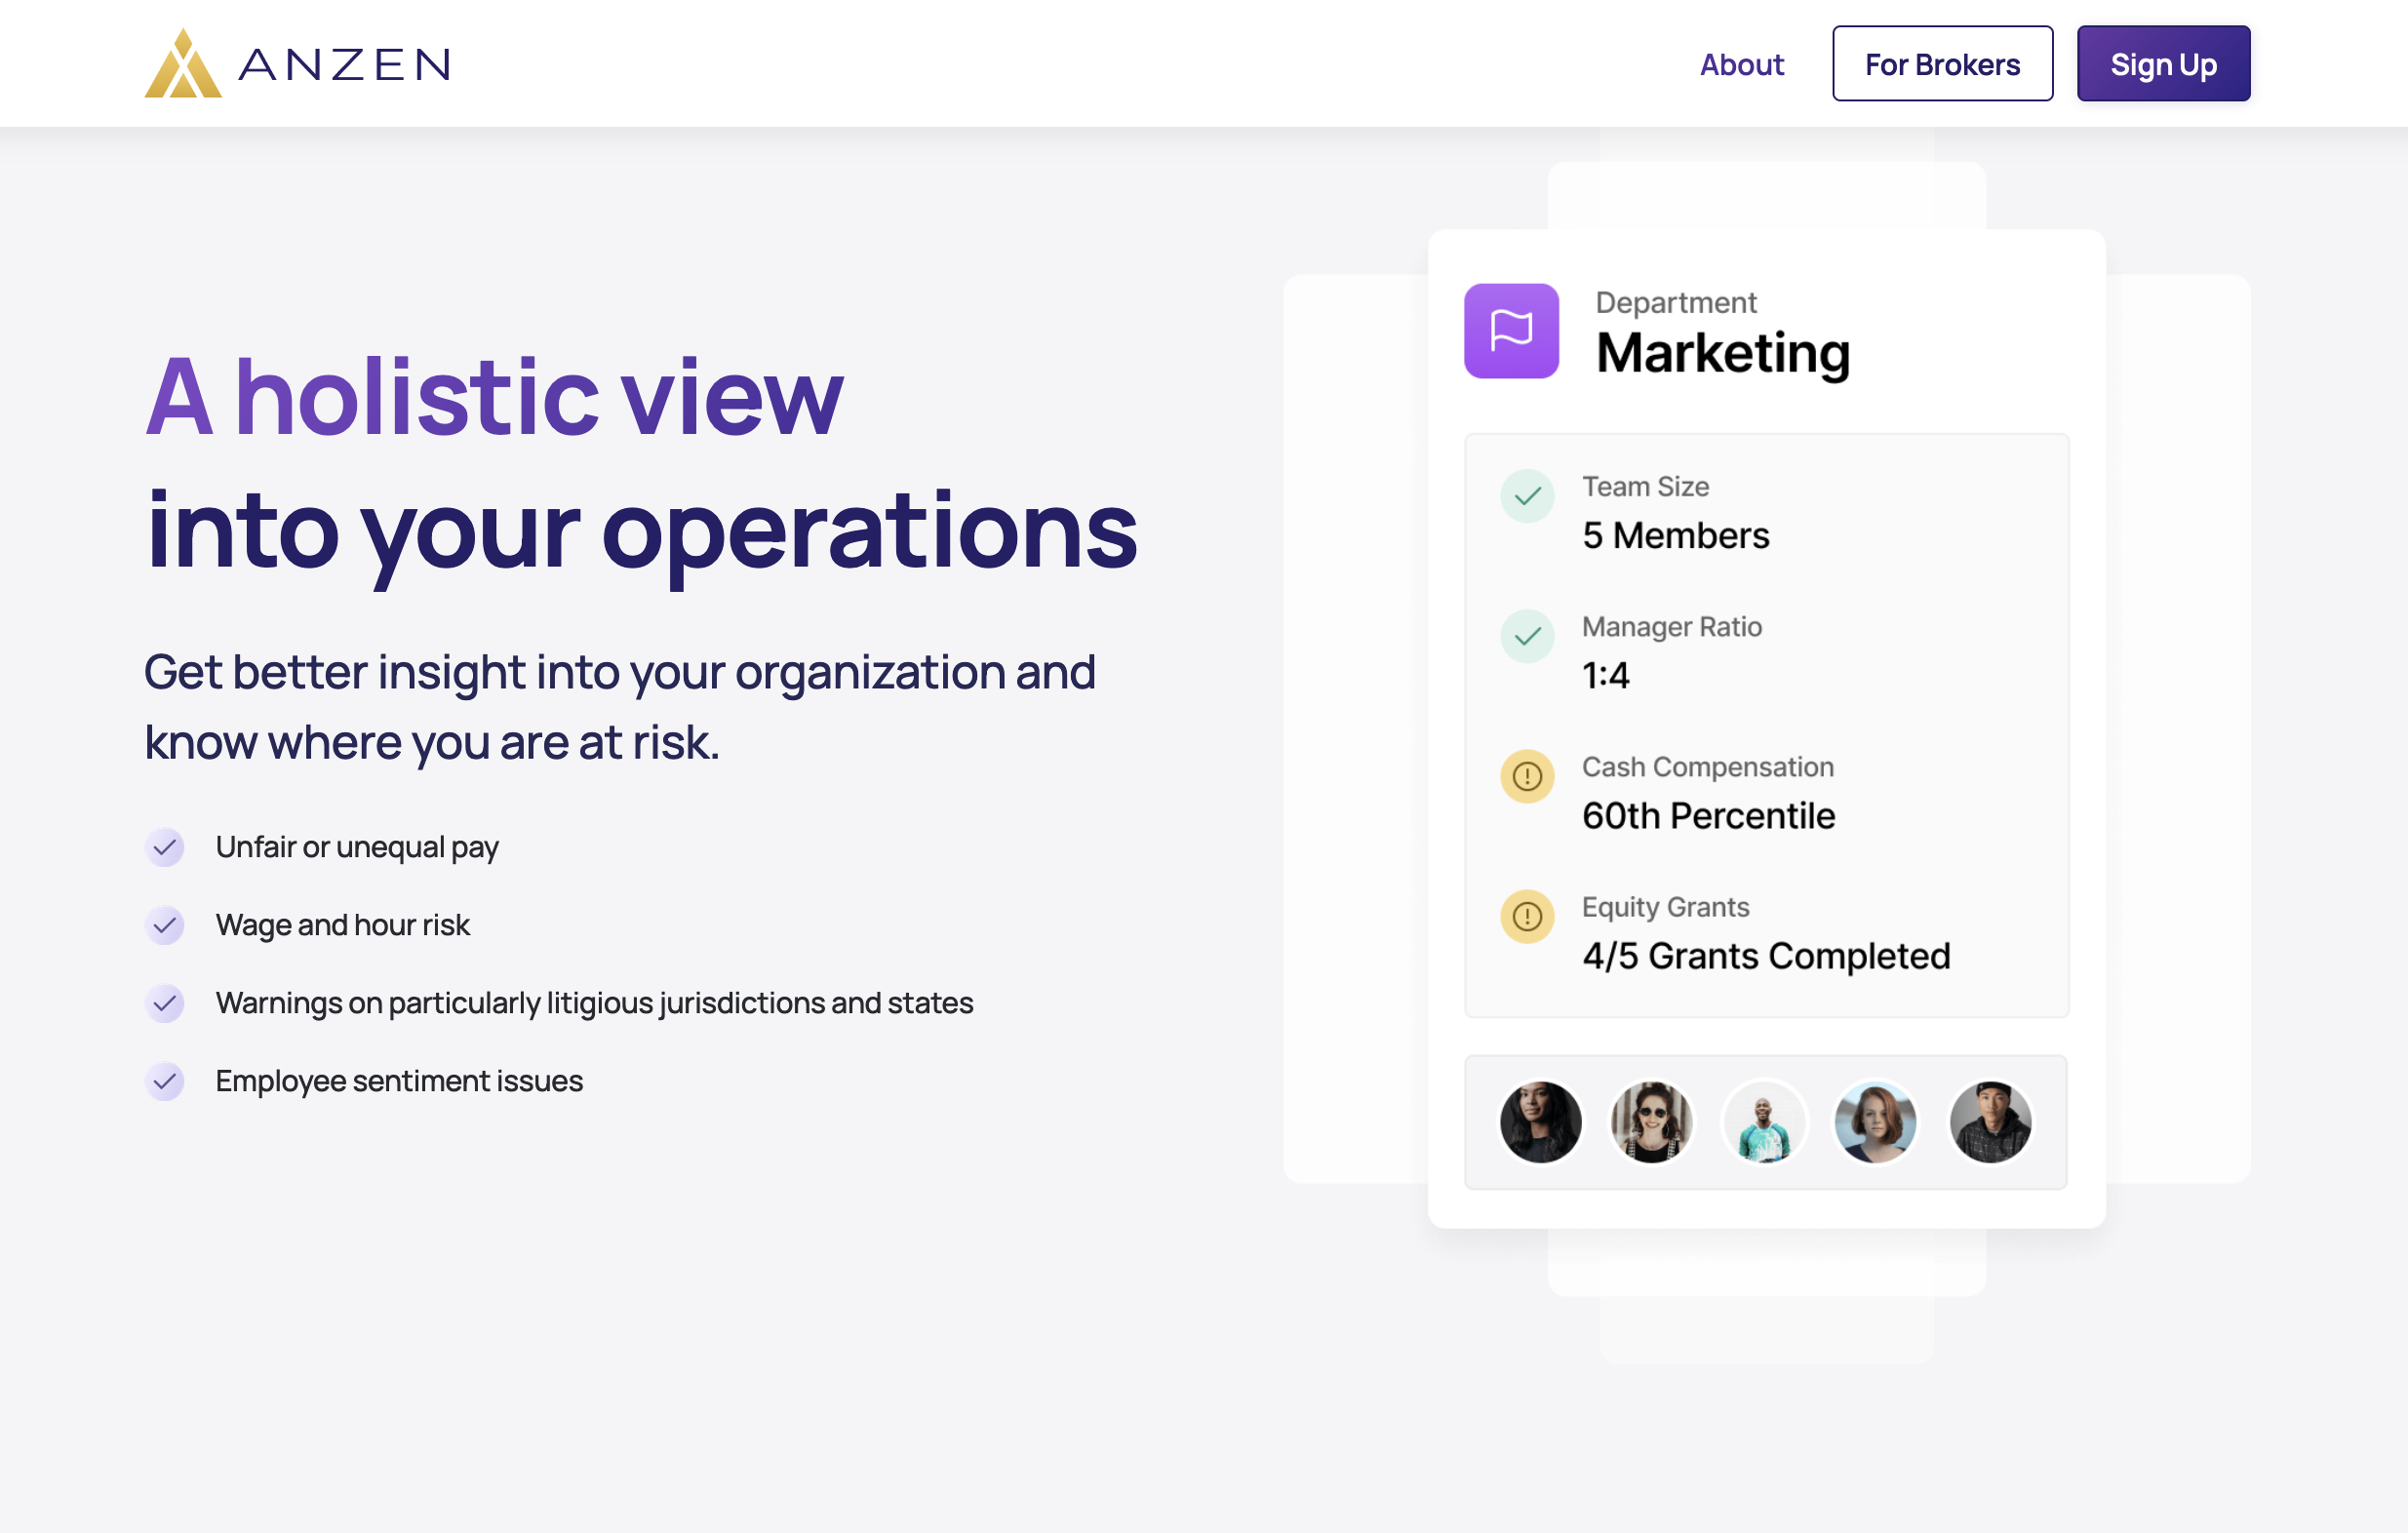 ANZEN
About
For Brokers
Sign Up
A holistic view
into your operations
Get better insight into your organization and
know where you are at risk.
Unfair or unequal pay
Wage and hour risk
Warnings on particularly litigious jurisdictions and states
Employee sentiment issues
Department
Marketing
Team Size
5 Members
Manager Ratio
1:4
Cash Compensation
60th Percentile
Equity Grants
4/5 Grants Completed